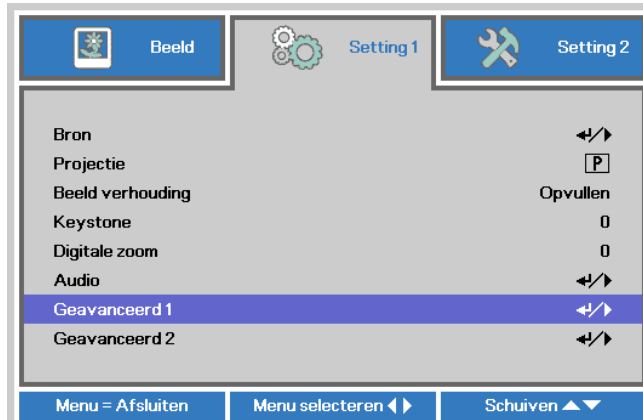 Beeld
Setting 1
Setting 2
Bron
Projectie P
Beeld verhouding Opvullen
Keystone 0
Digitale zoom 0
Audio
Geavanceerd 1
Geavanceerd 2
Menu = Afsluiten Menu selecteren Schuiven